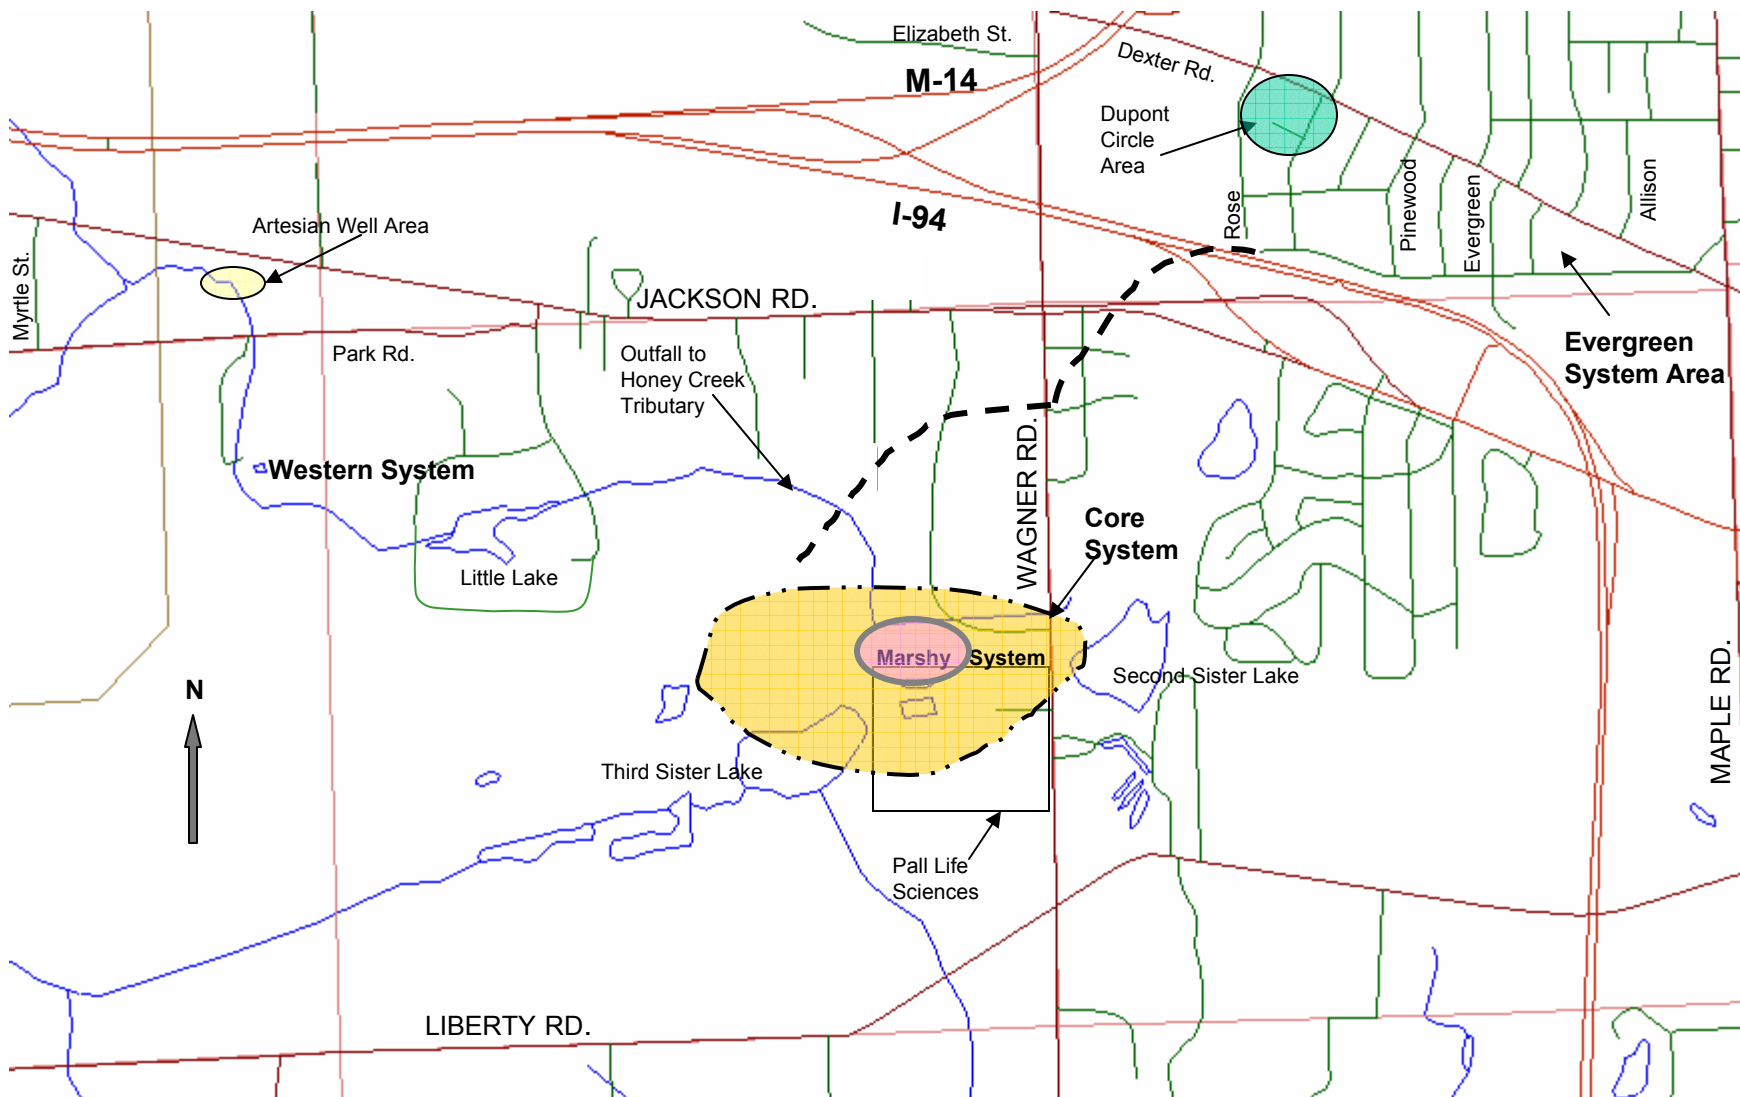 Elizabeth St.
M-14
Dexter Rd.
Dupont
Circle
Area
I-94
Rose
Pinewood
Evergreen
Allison
Artesian Well Area
Myrtle St.
JACKSON RD.
Park Rd.
Outfall to
Honey Creek
Tributary
Evergreen
System Area
Western System
WAGNER RD.
Core
System
Little Lake
Marshy System
Second Sister Lake
MAPLE RD.
N
Third Sister Lake
Pall Life
Sciences
LIBERTY RD.